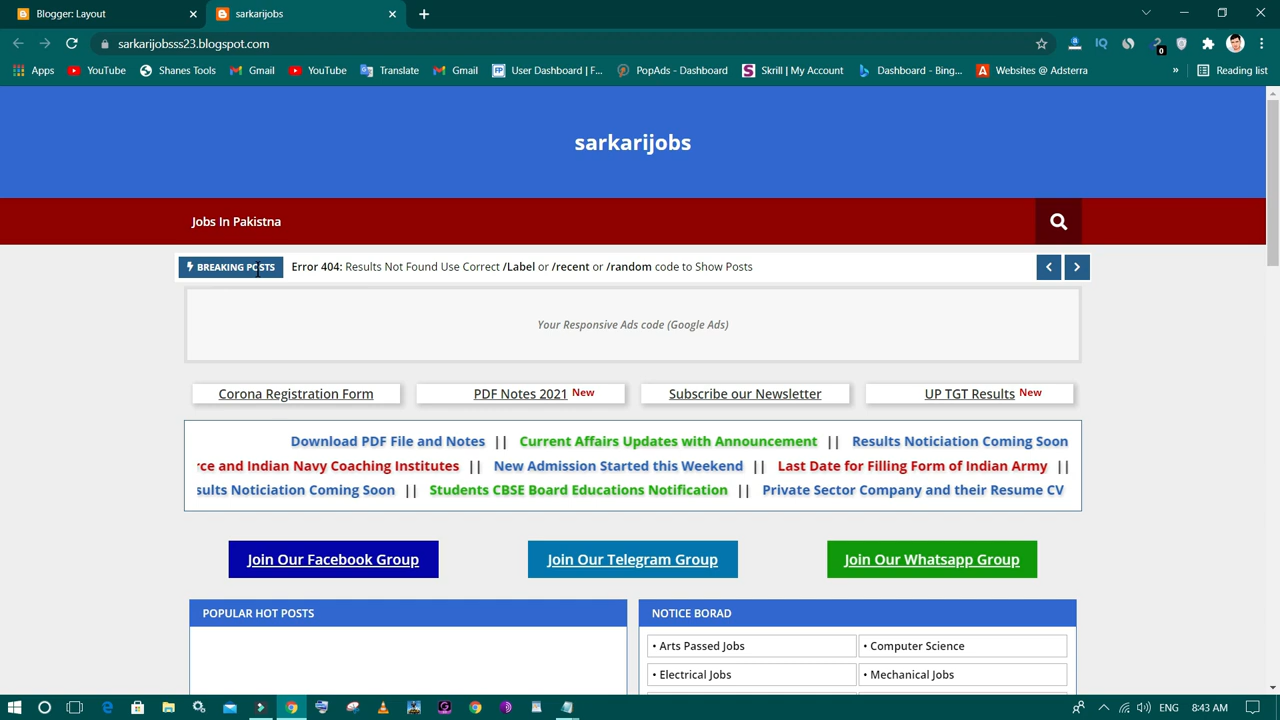 Blogger: Layout
sarkarijobs
sarkarijobsss23.blogspot.com
IQ
0
Apps
YouTube
Shanes Tools
Gmail
YouTube
Translate
Gmail
User Dashboard | F...
PopAds - Dashboard
Skrill | My Account
Dashboard - Bing...
Websites @ Adsterra
»
Reading list
sarkarijobs
Jobs In Pakistna
BREAKING POSTS
Error 404: Results Not Found Use Correct /Label or /recent or /random code to Show Posts
Your Responsive Ads code (Google Ads)
Corona Registration Form
PDF Notes 2021 New
Subscribe our Newsletter
UP TGT Results New
Download PDF File and Notes || Current Affairs Updates with Announcement || Results Noticiation Coming Soon
rce and Indian Navy Coaching Institutes || New Admission Started this Weekend || Last Date for Filling Form of Indian Army ||
sults Noticiation Coming Soon || Students CBSE Board Educations Notification || Private Sector Company and their Resume CV
Join Our Facebook Group
Join Our Telegram Group
Join Our Whatsapp Group
POPULAR HOT POSTS
NOTICE BORAD
• Arts Passed Jobs
• Computer Science
• Electrical Jobs
• Mechanical Jobs
ENG
8:43 AM